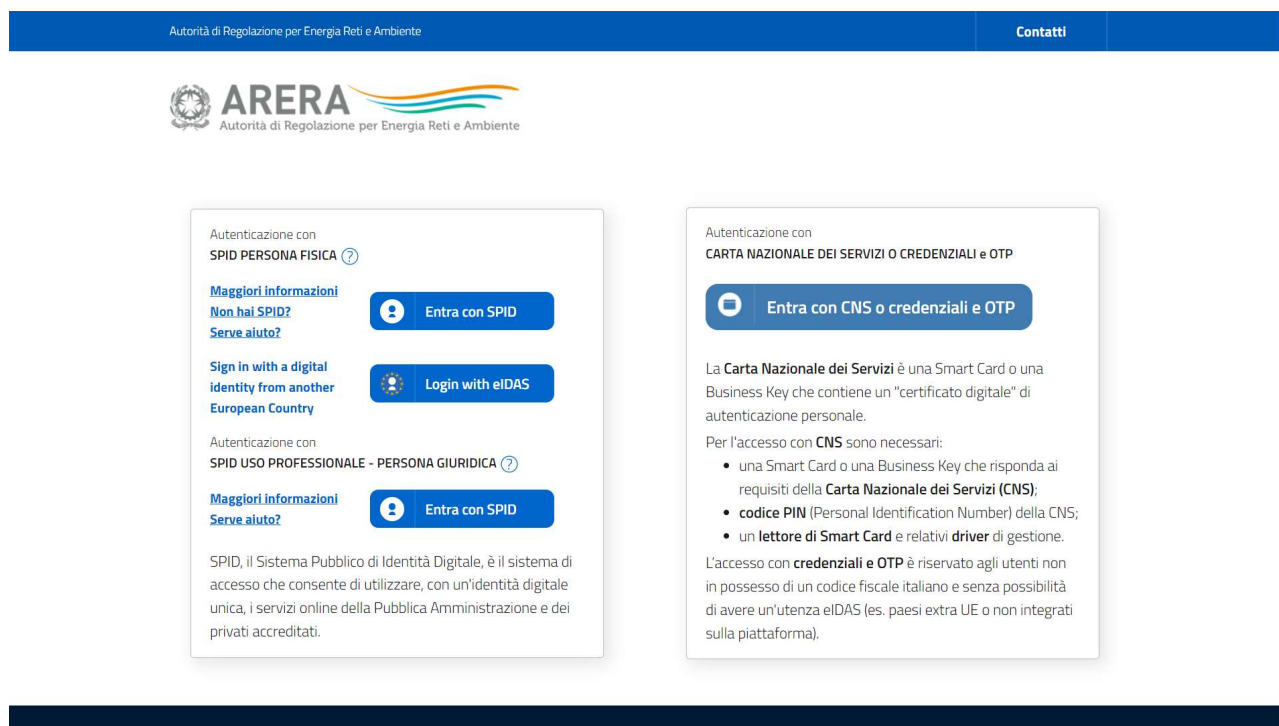 Autorità di Regolazione per Energia Reti e Ambiente
Contatti
ARERA
Autorità di Regolazione per Energia Reti e Ambiente
Autenticazione con
SPID PERSONA FISICA ?
Maggiori informazioni
Non hai SPID?
Serve aiuto?
Entra con SPID
Sign in with a digital
identity from another
European Country
Login with eIDAS
Autenticazione con
SPID USO PROFESSIONALE - PERSONA GIURIDICA ?
Maggiori informazioni
Serve aiuto?
Entra con SPID
SPID, il Sistema Pubblico di Identità Digitale, è il sistema di
accesso che consente di utilizzare, con un'identità digitale
unica, i servizi online della Pubblica Amministrazione e dei
privati accreditati.
Autenticazione con
CARTA NAZIONALE DEI SERVIZI O CREDENZIALI e OTP
Entra con CNS o credenziali e OTP
La Carta Nazionale dei Servizi è una Smart Card o una
Business Key che contiene un "certificato digitale" di
autenticazione personale.
Per l'accesso con CNS sono necessari:
• una Smart Card o una Business Key che risponda ai
requisiti della Carta Nazionale dei Servizi (CNS);
• codice PIN (Personal Identification Number) della CNS;
• un lettore di Smart Card e relativi driver di gestione.
L'accesso con credenziali e OTP è riservato agli utenti non
in possesso di un codice fiscale italiano e senza possibilità
di avere un'utenza eIDAS (es. paesi extra UE o non integrati
sulla piattaforma).